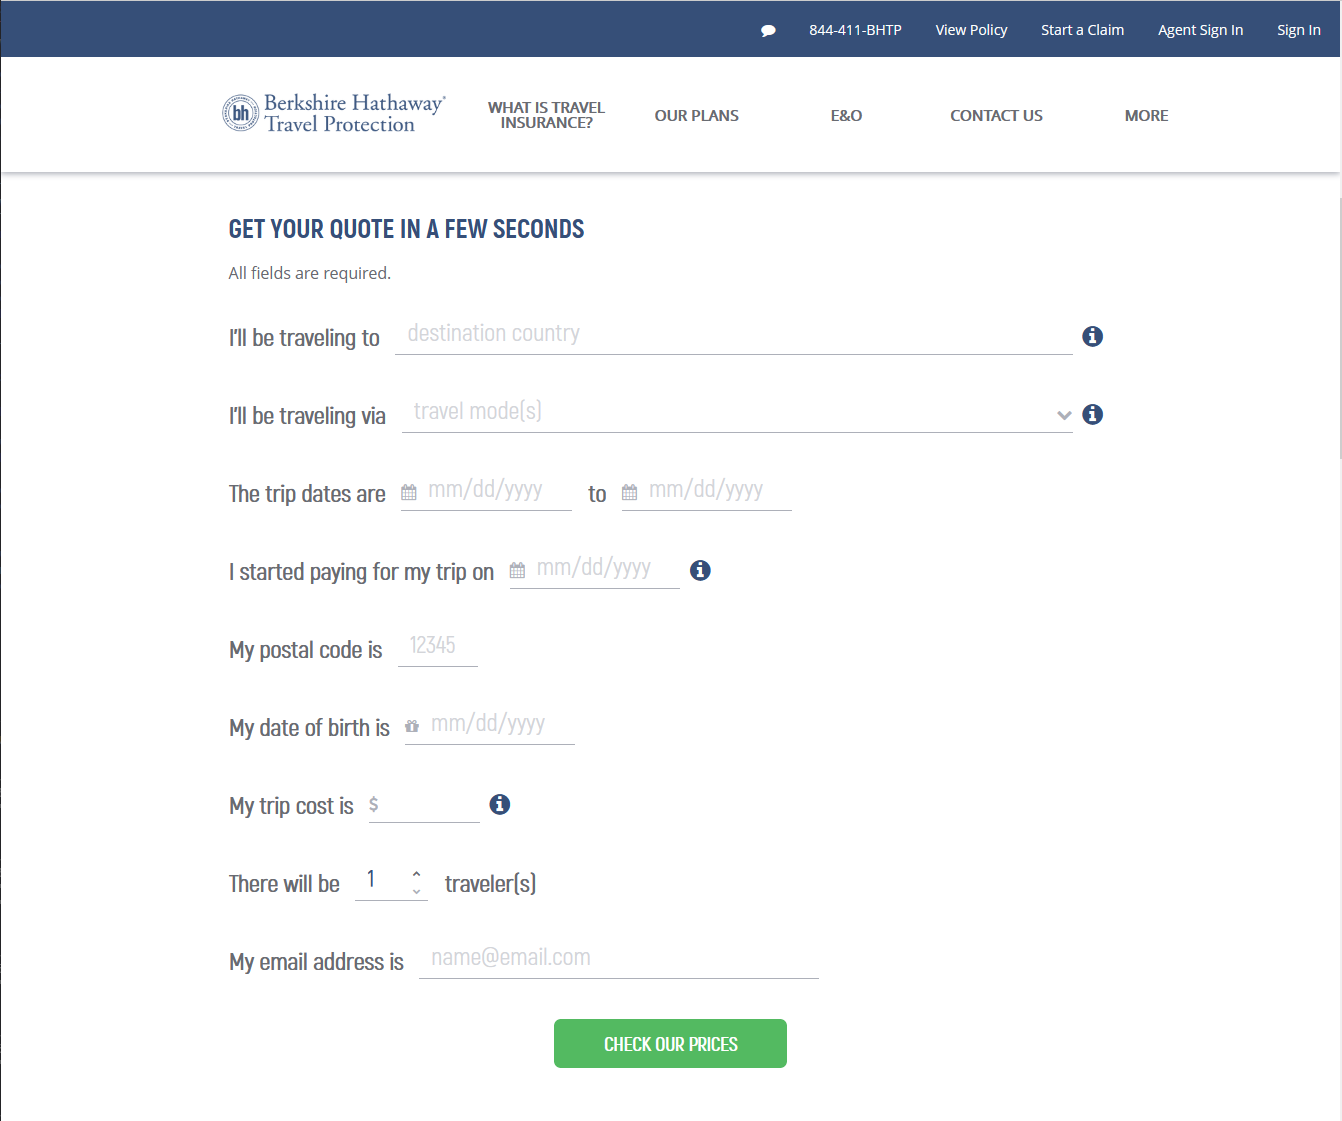 844-411-BHTP View Policy Start a Claim Agent Sign In Sign In
bh Berkshire Hathaway
Travel Protection
WHAT IS TRAVEL
INSURANCE?
OUR PLANS E&O CONTACT US MORE
GET YOUR QUOTE IN A FEW SECONDS
All fields are required.
I'll be traveling to destination country
I'll be traveling via travel mode(s)
The trip dates are mm/dd/yyyy to mm/dd/yyyy
I started paying for my trip on mm/dd/yyyy
My postal code is 12345
My date of birth is mm/dd/yyyy
My trip cost is $
There will be 1 traveler(s)
My email address is name@email.com
CHECK OUR PRICES